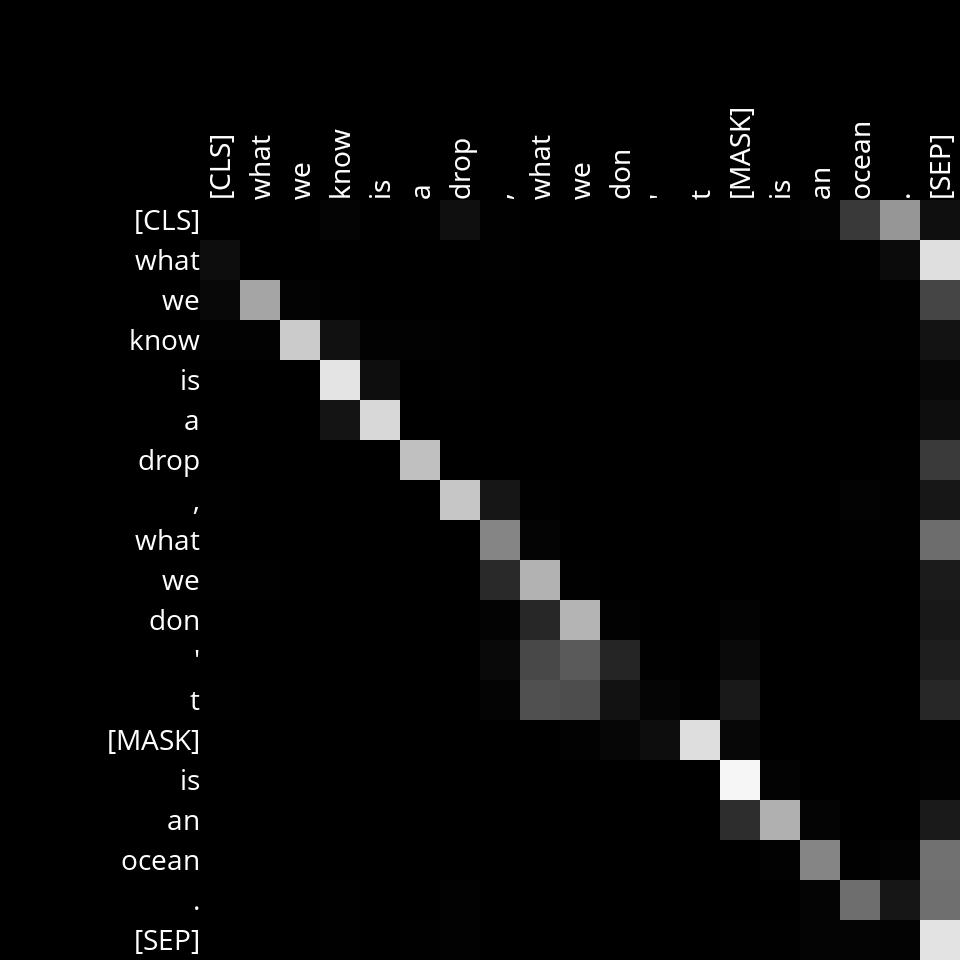 [CLS] what we know is a drop , what we don ' t [MASK] is an ocean . [SEP]
[CLS]
what
we
know
is
a
drop
,
what
we
don
'
t
[MASK]
is
an
ocean
.
[SEP]